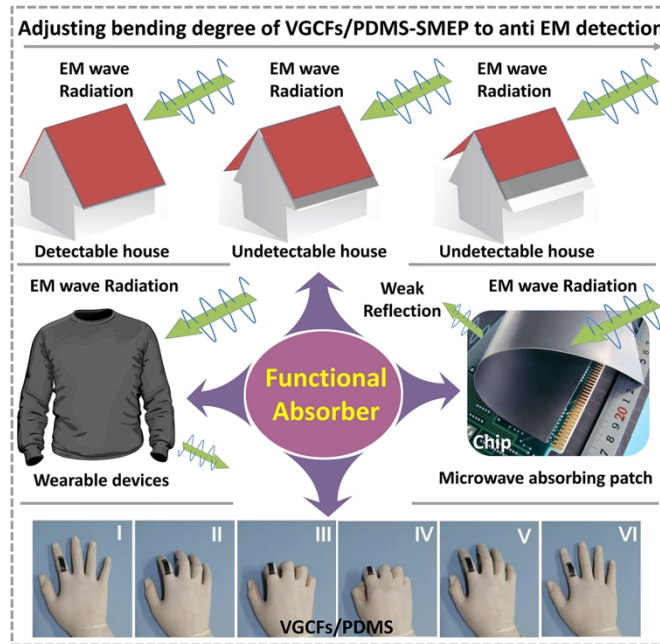 Adjusting bending degree of VGCFs/PDMS-SMEP to anti EM detection
EM wave
Radiation
EM wave
Radiation
EM wave
Radiation
Detectable house
Undetectable house
Undetectable house
EM wave Radiation
Weak
Reflection
EM wave Radiation
Functional
Absorber
Chip
20
Wearable devices
Microwave absorbing patch
I
II
III
IV
V
VI
VGCFs/PDMS